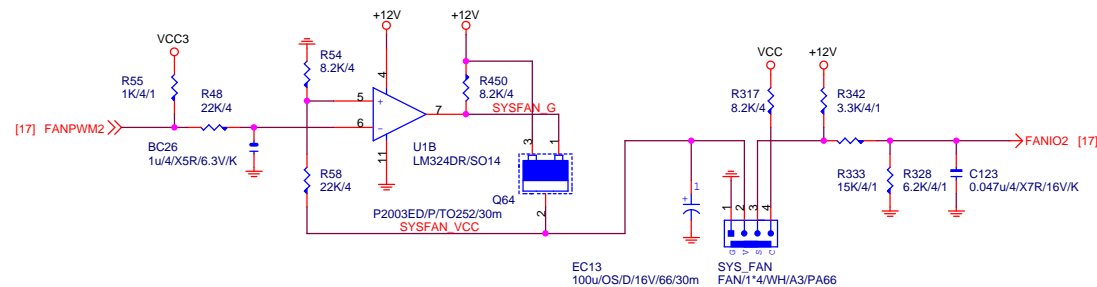 +12V
+12V
VCC3
VCC
+12V
R54
8.2K/4
R55
1K/4/1
R48
22K/4
4
R450
8.2K/4
R317
8.2K/4
R342
3.3K/4/1
5
+
7
SYSFAN_G
[17] FANPWM2
6
-
FANIO2 [17]
BC26
1u/4/X5R/6.3V/K
11
U1B
LM324DR/SO14
3
1
R58
22K/4
R333
15K/4/1
R328
6.2K/4/1
C123
0.047u/4/X7R/16V/K
Q64
1
+
1
2
3
4
P2003ED/P/TO252/30m
2
SYSFAN_VCC
G
V
S
C
EC13
100u/OS/D/16V/66/30m
SYS_FAN
FAN/1*4/WH/A3/PA66